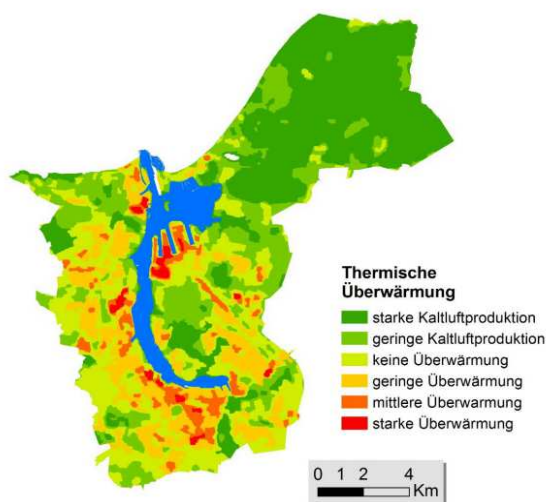 Thermische
Überwärmung
starke Kaltluftproduktion
geringe Kaltluftproduktion
keine Überwärmung
geringe Überwärmung
mittlere Überwarmung
starke Überwärmung
0 1 2 4
Km